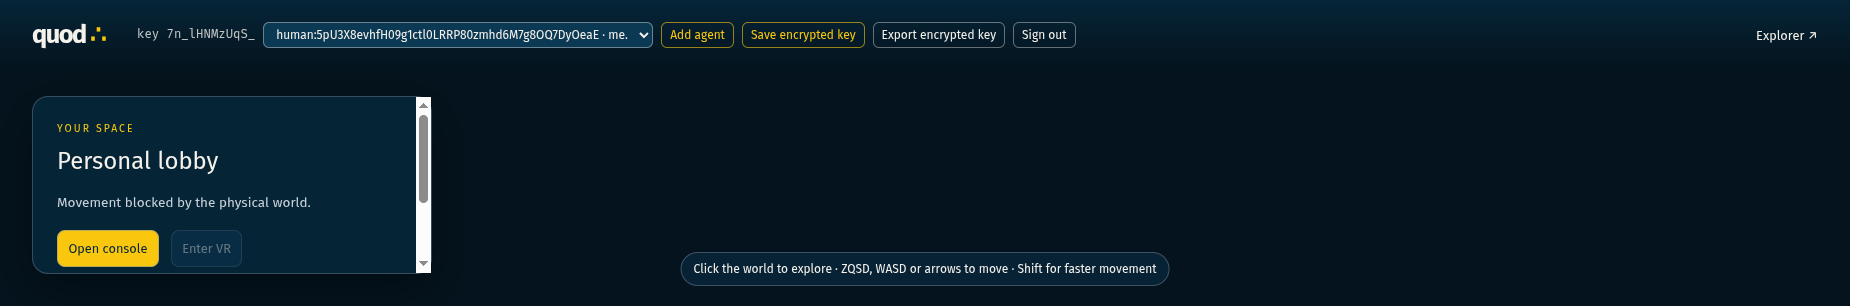 quod
key 7n_lHNMzUqS_
human:5pU3X8evhfH09g1ctl0LRRP80zmhd6M7g8OQ7DyOeaE · me.
Add agent
Save encrypted key
Export encrypted key
Sign out
Explorer ↗
YOUR SPACE
Personal lobby
Movement blocked by the physical world.
Open console
Enter VR
Click the world to explore · ZQSD, WASD or arrows to move · Shift for faster movement